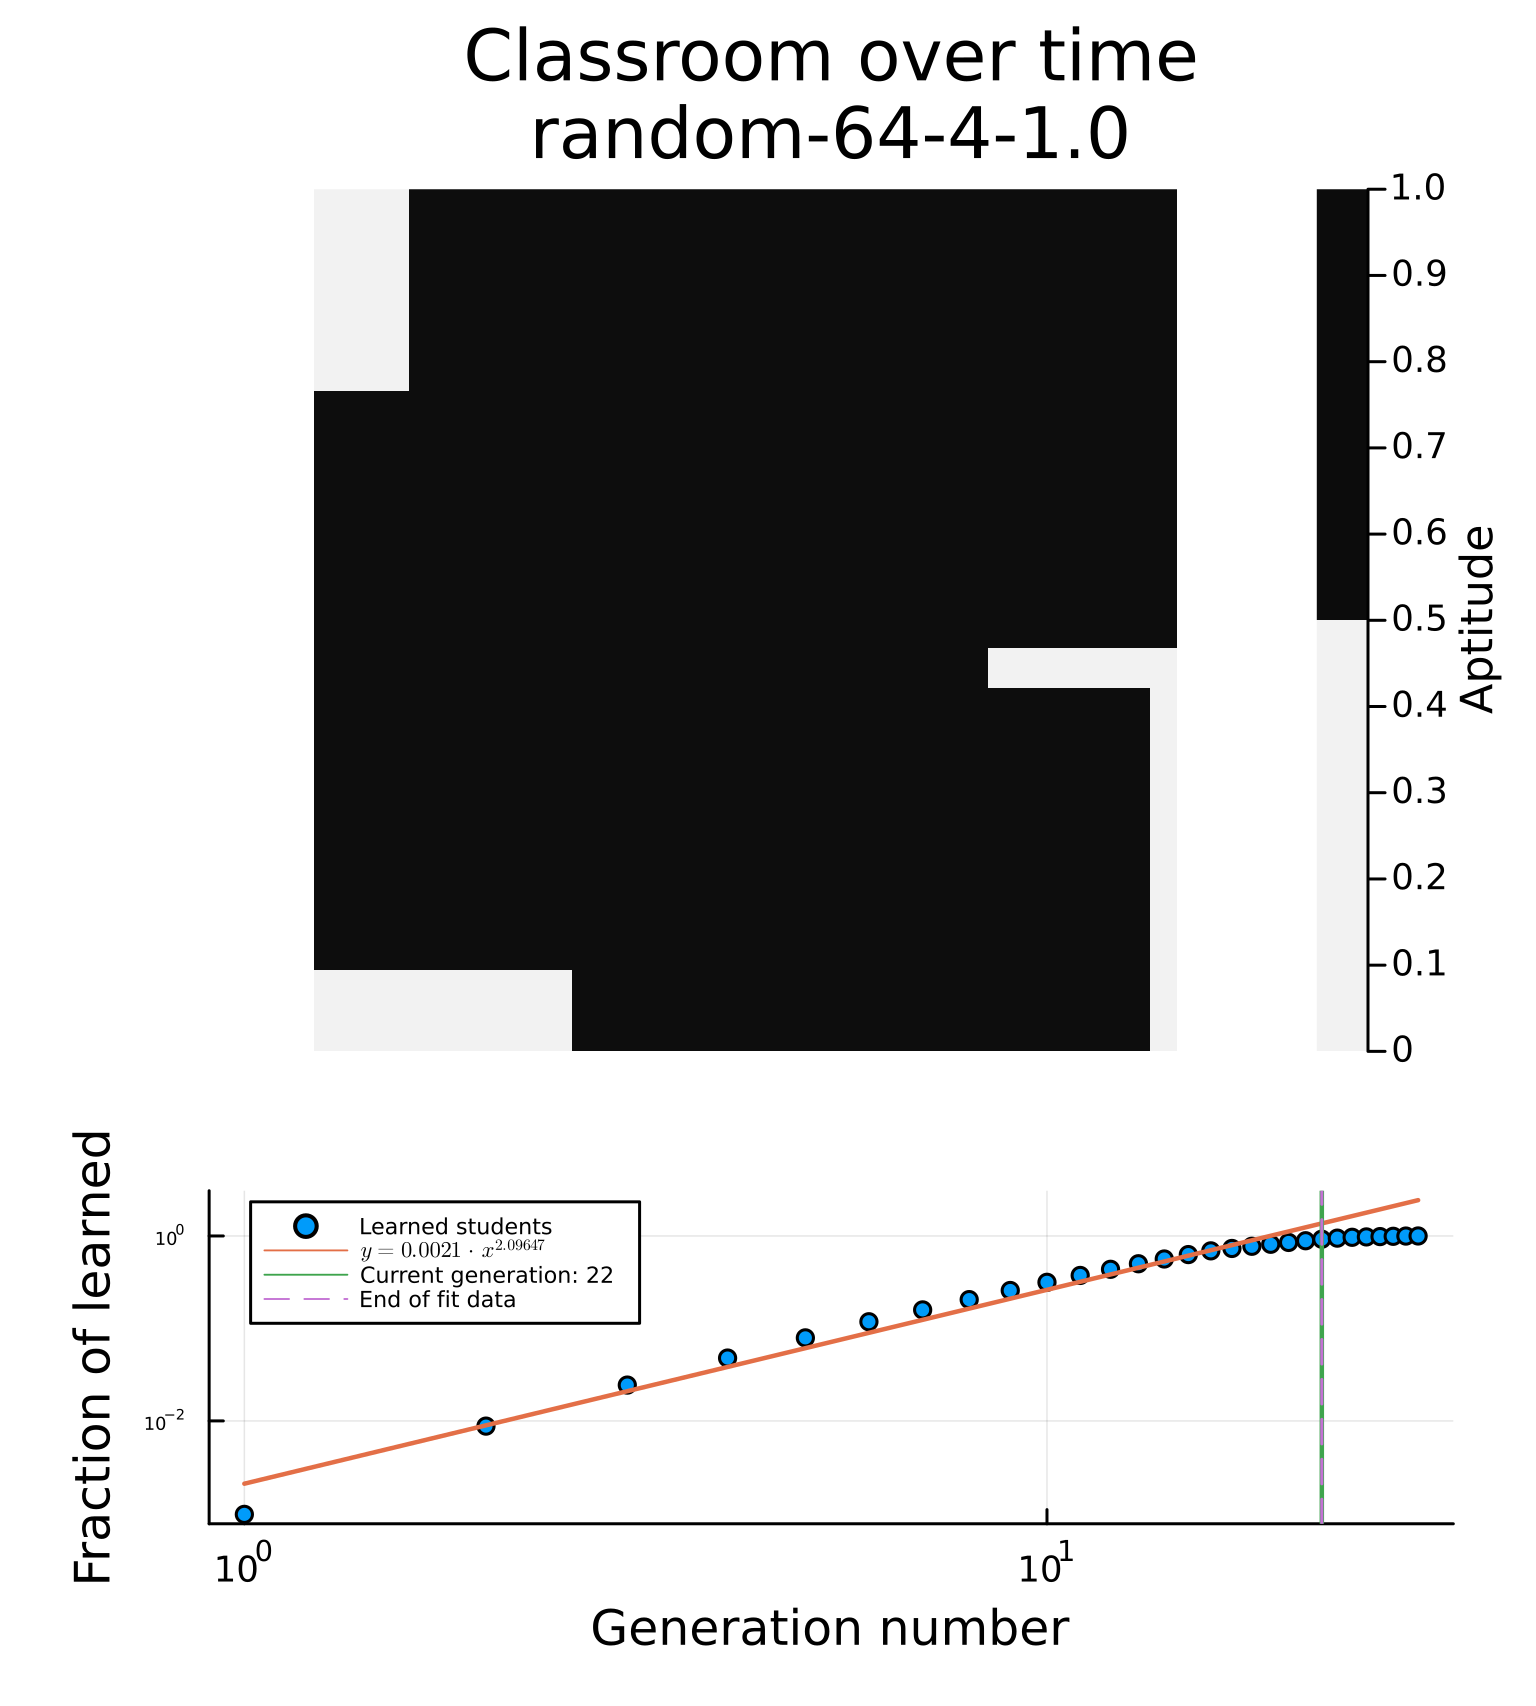 Classroom over time
random-64-4-1.0
1.0
0.9
0.8
0.7
0.6
0.5
0.4
0.3
0.2
0.1
0
Aptitude
Fraction of learned
10^0
10^-2
Learned students
y = 0.0021 · x^2.09647
Current generation: 22
End of fit data
10^0
10^1
Generation number